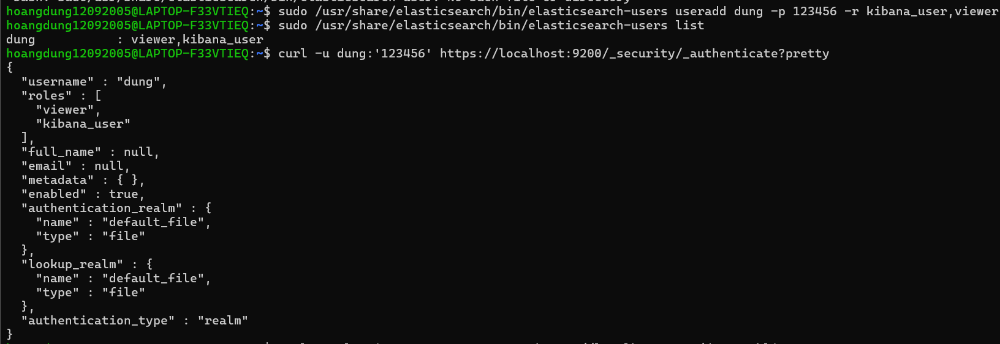 hoangdung12092005@LAPTOP-F33VTIEQ:~$ sudo /usr/share/elasticsearch/bin/elasticsearch-users useradd dung -p 123456 -r kibana_user,viewer
hoangdung12092005@LAPTOP-F33VTIEQ:~$ sudo /usr/share/elasticsearch/bin/elasticsearch-users list
dung           : viewer,kibana_user
hoangdung12092005@LAPTOP-F33VTIEQ:~$ curl -u dung:'123456' https://localhost:9200/_security/_authenticate?pretty
{
  "username" : "dung",
  "roles" : [
    "viewer",
    "kibana_user"
  ],
  "full_name" : null,
  "email" : null,
  "metadata" : { },
  "enabled" : true,
  "authentication_realm" : {
    "name" : "default_file",
    "type" : "file"
  },
  "lookup_realm" : {
    "name" : "default_file",
    "type" : "file"
  },
  "authentication_type" : "realm"
}